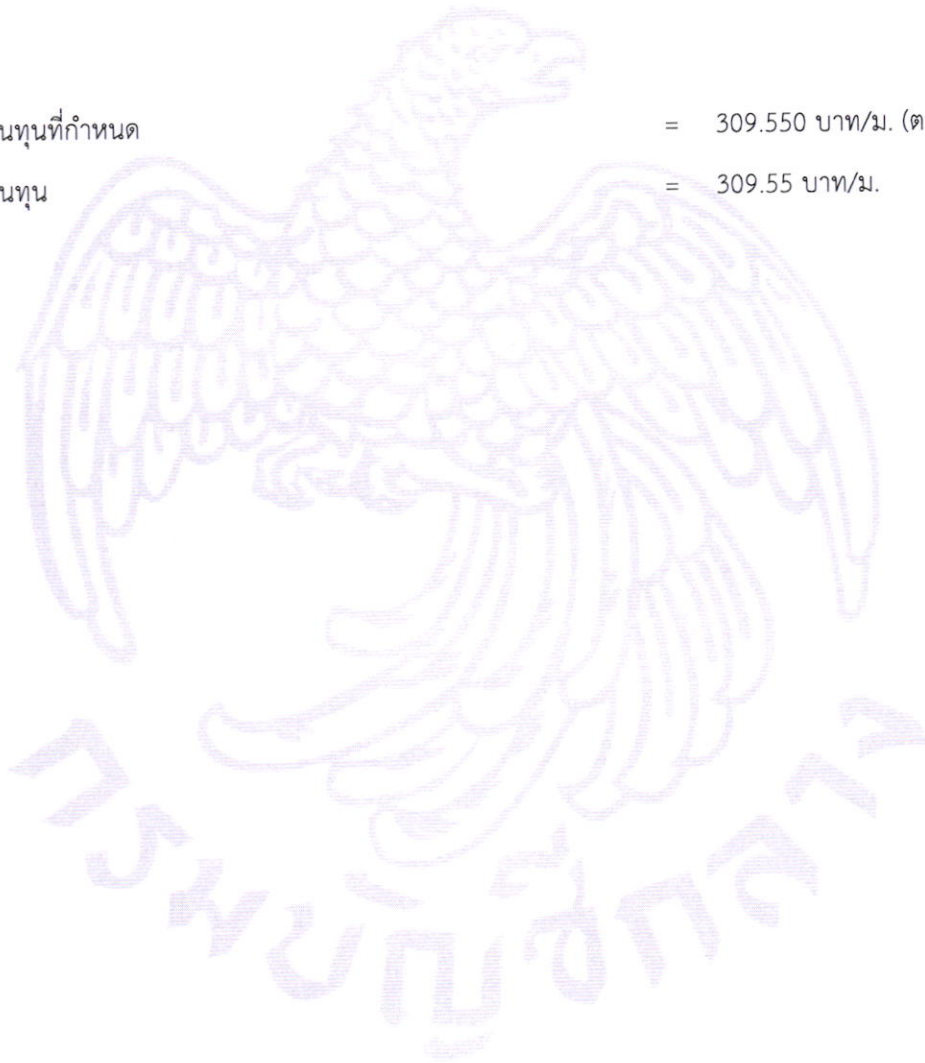 นทุนที่กำหนด = 309.550 บาท/ม. (ต
นทุน = 309.55 บาท/ม.
กรมบัญชีกลาง